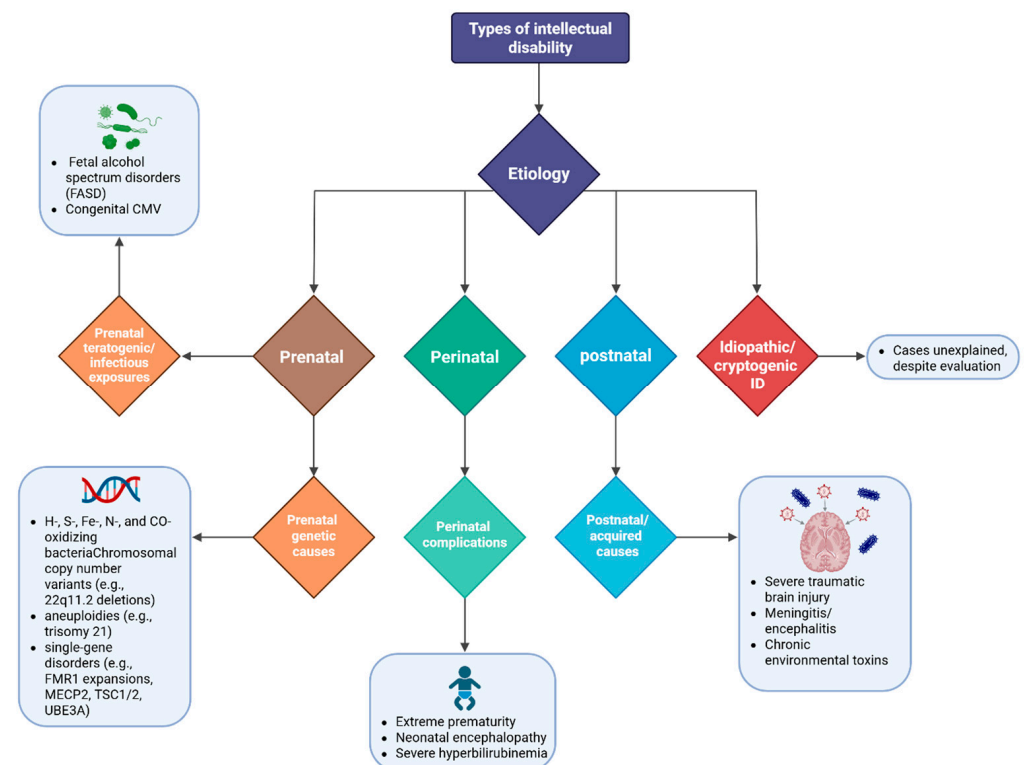 Types of intellectual
disability
Etiology
Fetal alcohol
spectrum disorders
(FASD)
Congenital CMV
Prenatal
teratogenic/
infectious
exposures
Prenatal
Perinatal
postnatal
Idiopathic/
cryptogenic
ID
Cases unexplained,
despite evaluation
H-, S-, Fe-, N-, and CO-
oxidizing
bacteriaChromosomal
copy number
variants (e.g.,
22q11.2 deletions)
aneuploidies (e.g.,
trisomy 21)
single-gene
disorders (e.g.,
FMR1 expansions,
MECP2, TSC1/2,
UBE3A)
Prenatal
genetic
causes
Perinatal
complications
Postnatal/
acquired
causes
Severe traumatic
brain injury
Meningitis/
encephalitis
Chronic
environmental toxins
Extreme prematurity
Neonatal encephalopathy
Severe hyperbilirubinemia